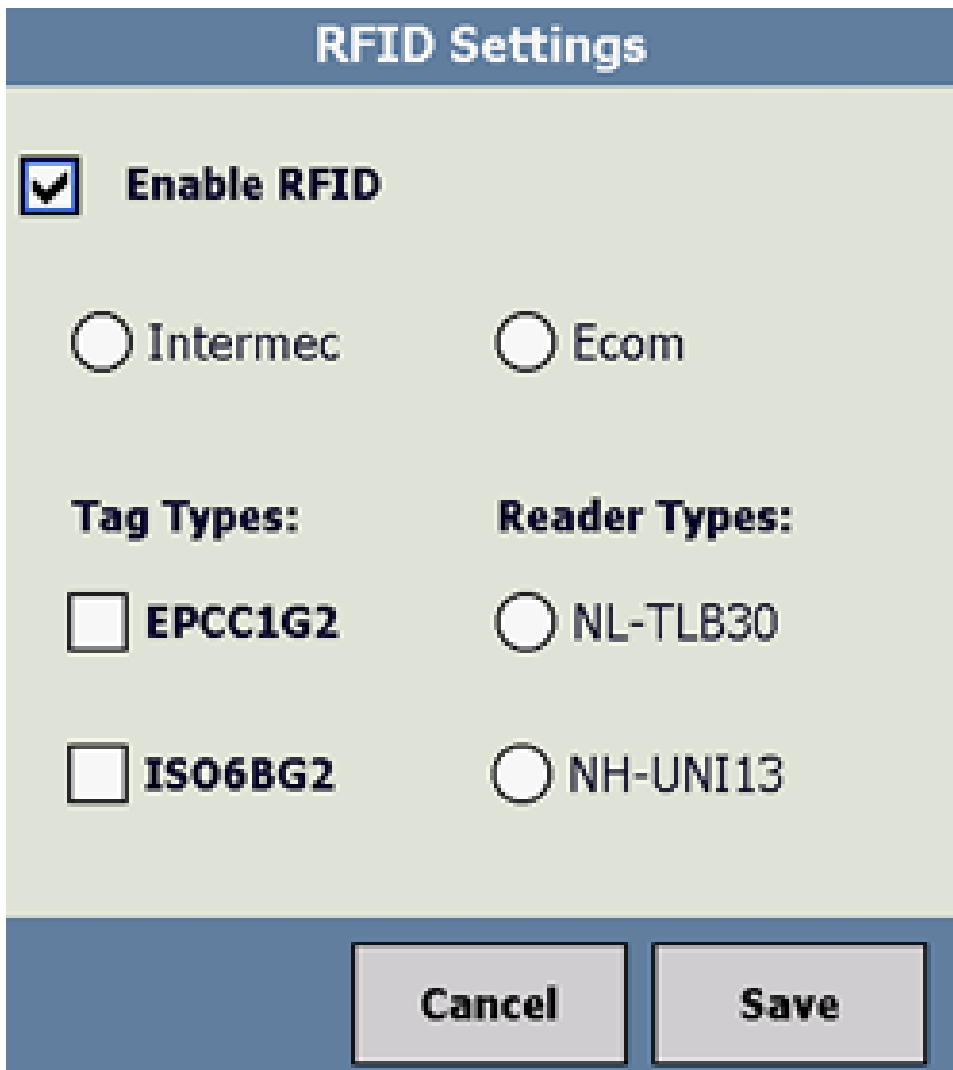 RFID Settings
Enable RFID
Intermec Ecom
Tag Types: Reader Types:
EPCC1G2 NL-TLB30
ISO6BG2 NH-UNI13
Cancel Save